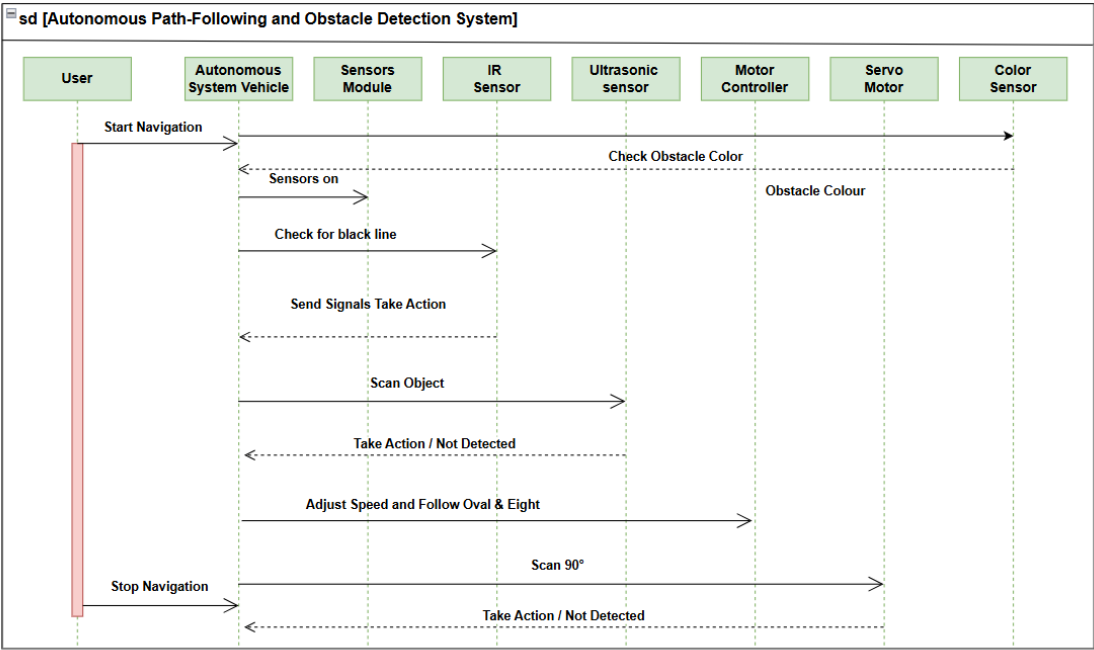 sd [Autonomous Path-Following and Obstacle Detection System]
User
Autonomous
System Vehicle
Sensors
Module
IR
Sensor
Ultrasonic
sensor
Motor
Controller
Servo
Motor
Color
Sensor
Start Navigation
Check Obstacle Color
Sensors on
Obstacle Colour
Check for black line
Send Signals Take Action
Scan Object
Take Action / Not Detected
Adjust Speed and Follow Oval & Eight
Scan 90°
Stop Navigation
Take Action / Not Detected